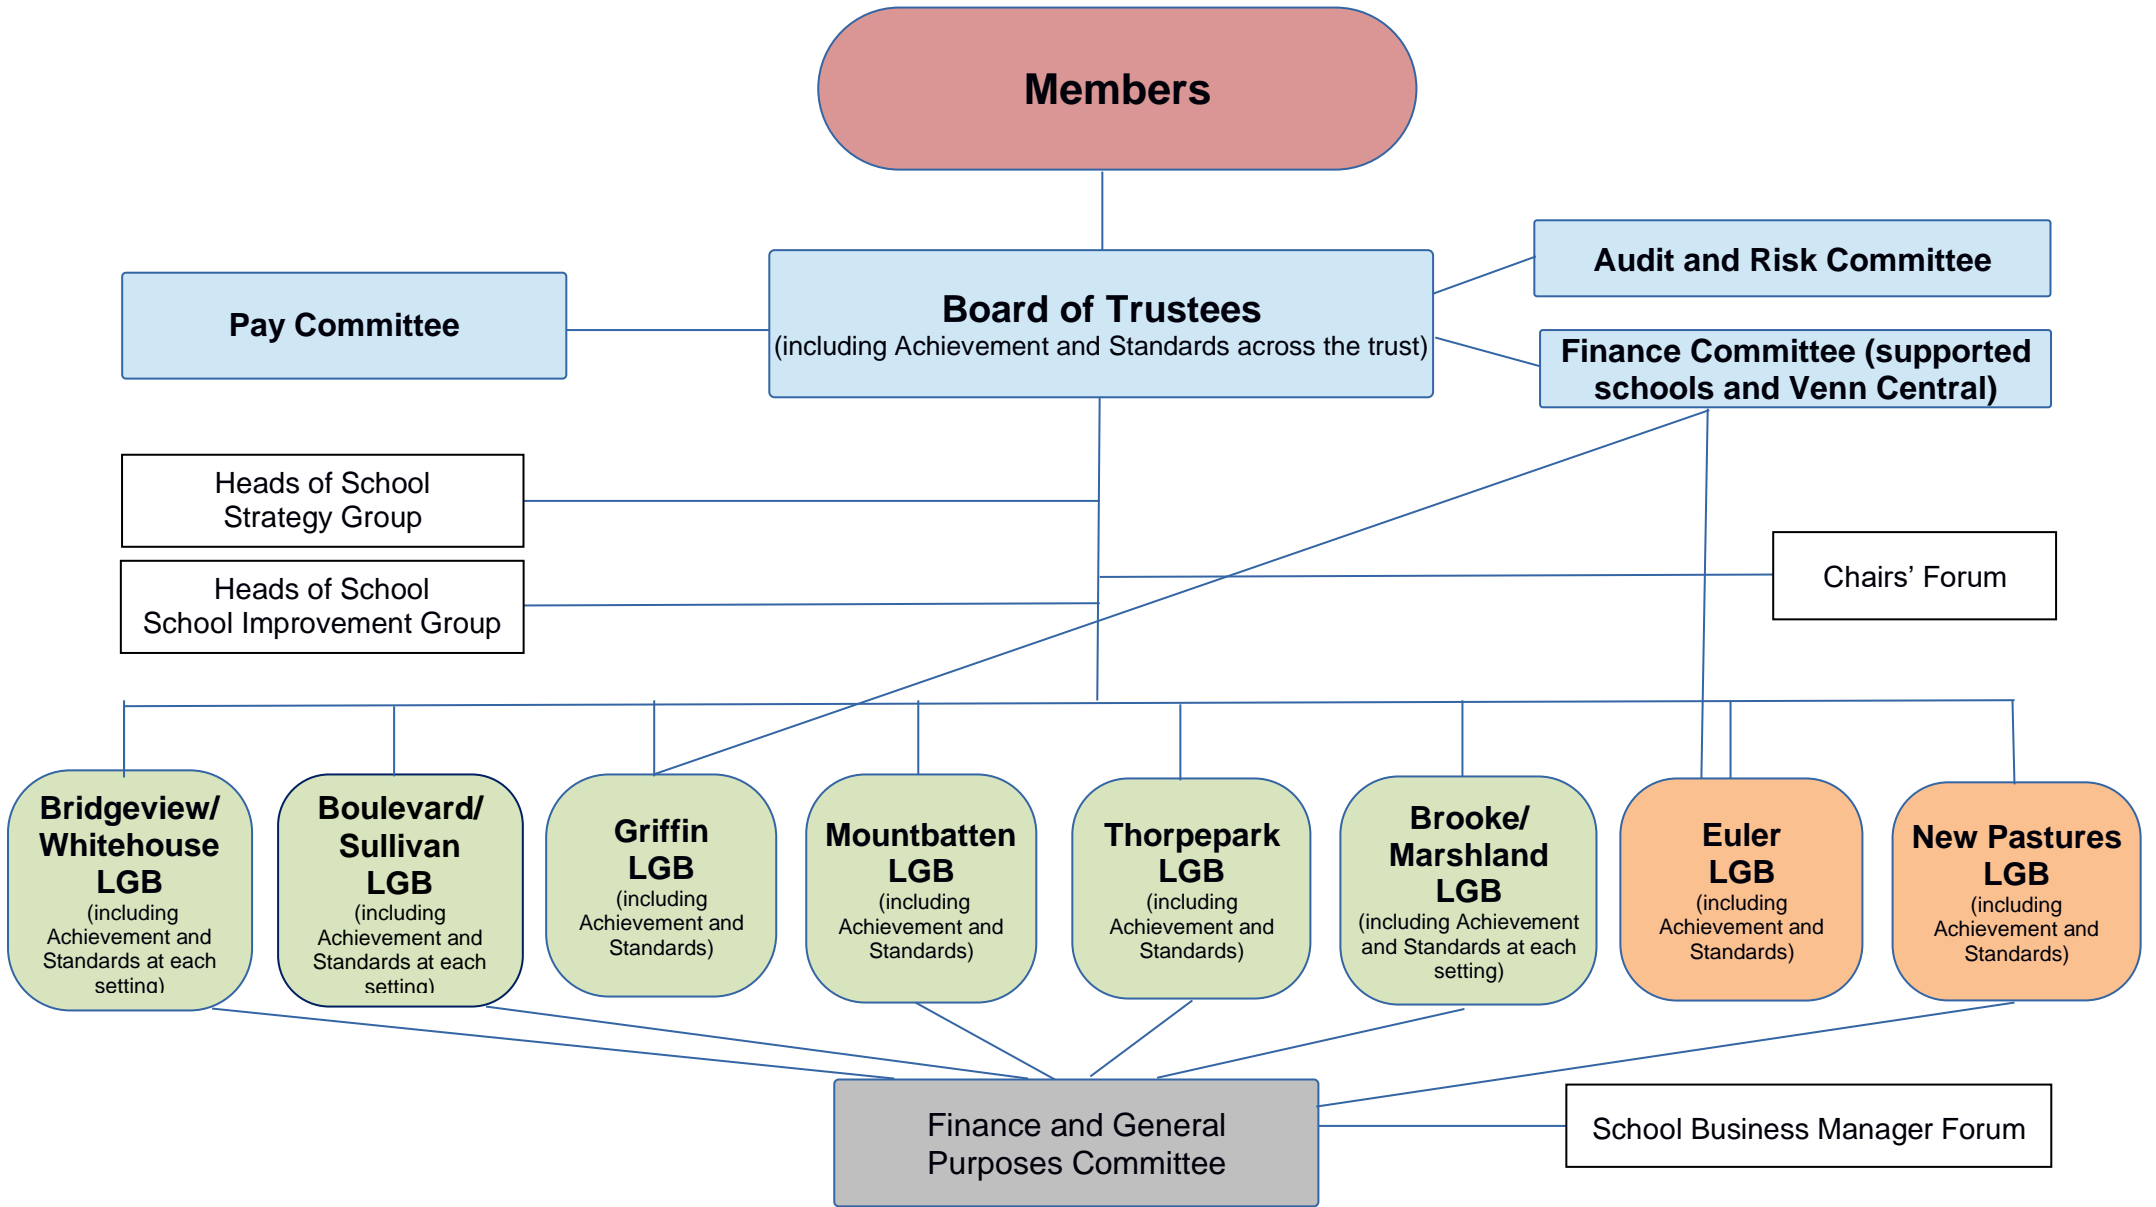 Members
Audit and Risk Committee
Pay Committee
Board of Trustees
(including Achievement and Standards across the trust)
Finance Committee (supported
schools and Venn Central)
Heads of School
Strategy Group
Heads of School
School Improvement Group
Chairs’ Forum
Bridgeview/
Whitehouse
LGB
(including
Achievement and
Standards at each
setting)
Boulevard/
Sullivan
LGB
(including
Achievement and
Standards at each
setting)
Griffin
LGB
(including
Achievement and
Standards)
Mountbatten
LGB
(including
Achievement and
Standards)
Thorpepark
LGB
(including
Achievement and
Standards)
Brooke/
Marshland
LGB
(including Achievement
and Standards at each
setting)
Euler
LGB
(including
Achievement and
Standards)
New Pastures
LGB
(including
Achievement and
Standards)
Finance and General
Purposes Committee
School Business Manager Forum